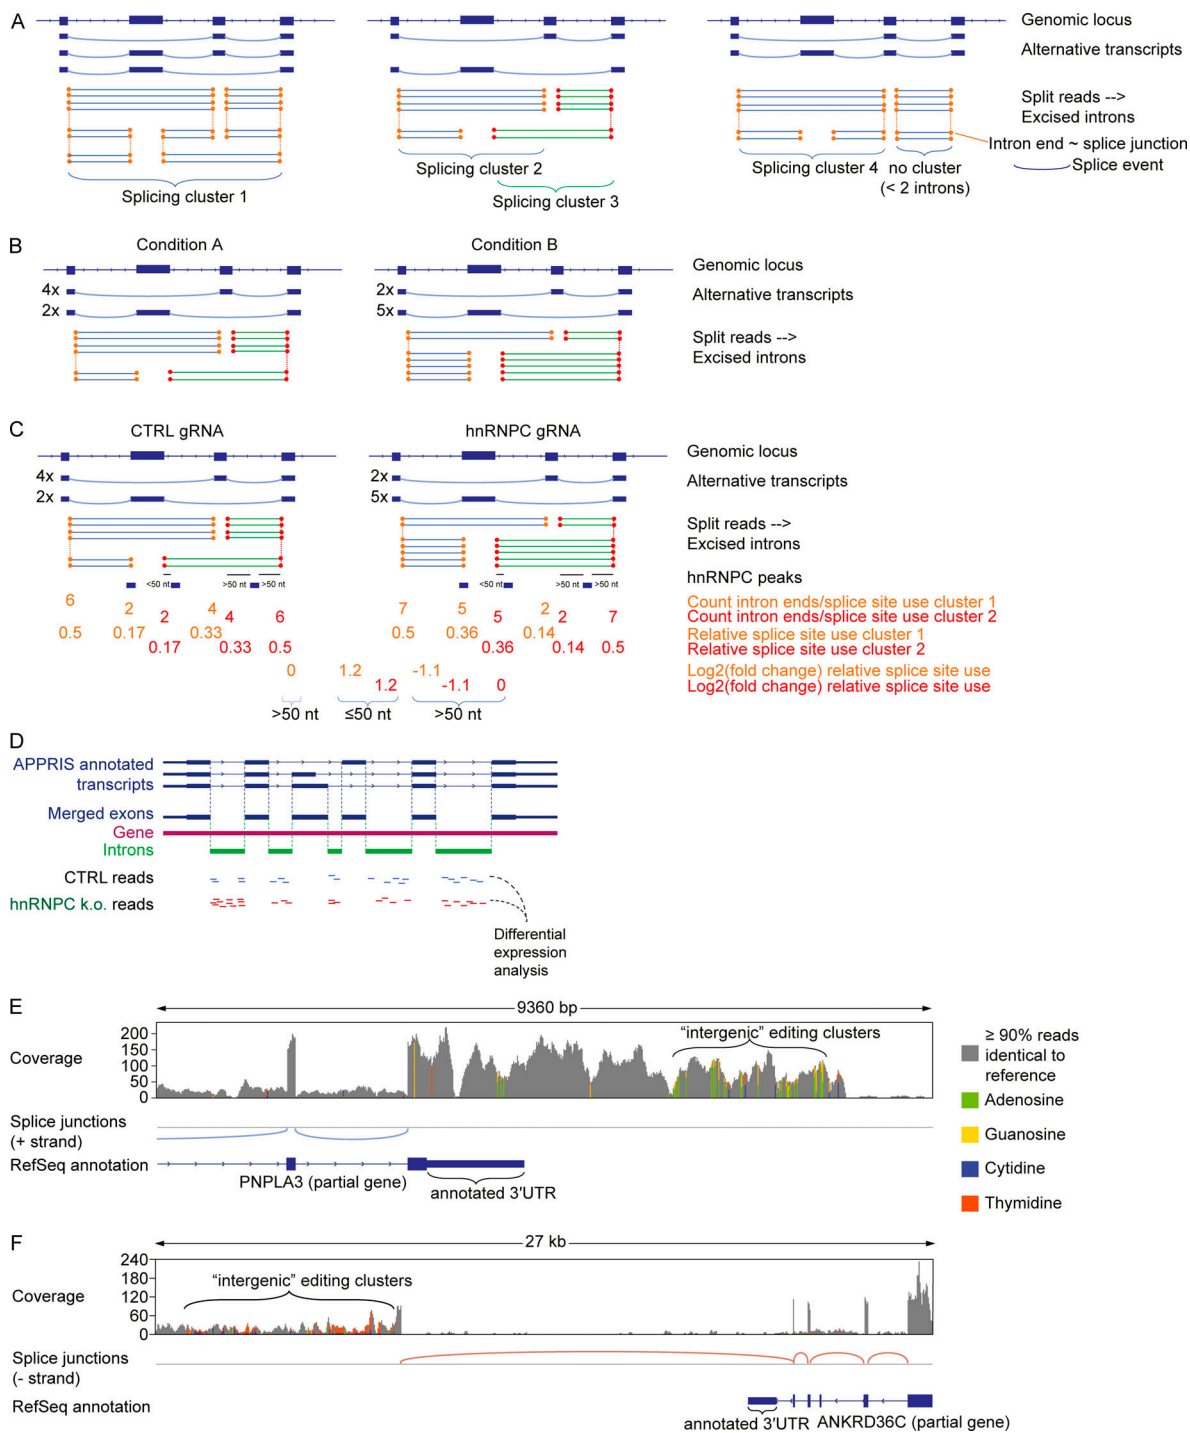 A
Genomic locus
Alternative transcripts
Split reads -->
Excised introns
Intron end ~ splice junction
Splice event
Splicing cluster 1
Splicing cluster 2
Splicing cluster 3
Splicing cluster 4
no cluster
(< 2 introns)
B
Condition A
Condition B
Genomic locus
4x
2x
Alternative transcripts
2x
5x
Split reads -->
Excised introns
C
CTRL gRNA
hnRNPC gRNA
Genomic locus
4x
2x
Alternative transcripts
2x
5x
Split reads -->
Excised introns
<50 nt >50 nt >50 nt
<50 nt >50 nt >50 nt
hnRNPC peaks
6 2 4 7 5 2 Count intron ends/splice site use cluster 1
2 4 6 5 2 7 Count intron ends/splice site use cluster 2
0.5 0.17 0.33 0.5 0.36 0.14 Relative splice site use cluster 1
0.17 0.33 0.5 0.36 0.14 0.5 Relative splice site use cluster 2
0 1.2 -1.1 Log2(fold change) relative splice site use
1.2 -1.1 0 Log2(fold change) relative splice site use
>50 nt ≤50 nt >50 nt
D
APPRIS annotated
transcripts
Merged exons
Gene
Introns
CTRL reads
hnRNPC k.o. reads
Differential
expression
analysis
E
9360 bp
Coverage
200
150
100
50
0
"intergenic" editing clusters
≥ 90% reads
identical to
reference
Adenosine
Guanosine
Cytidine
Thymidine
Splice junctions
(+ strand)
RefSeq annotation
PNPLA3 (partial gene)
annotated 3′UTR
F
27 kb
Coverage
240
180
120
60
0
"intergenic" editing clusters
Splice junctions
(- strand)
RefSeq annotation
annotated 3′UTR
ANKRD36C (partial gene)